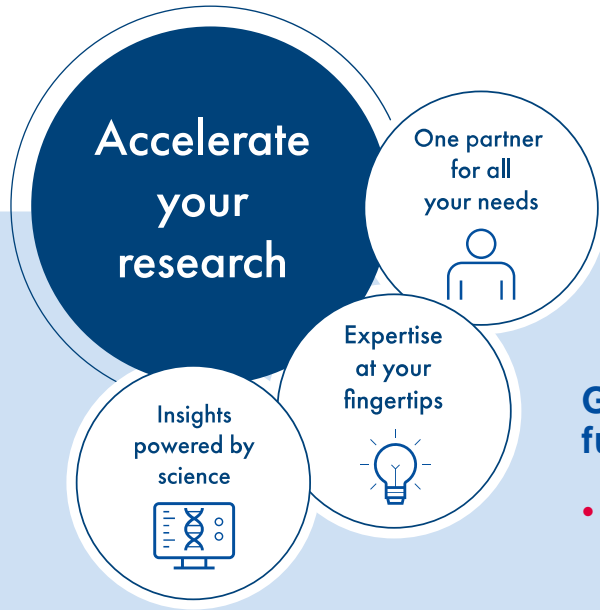 Accelerate
your
research
One partner
for all
your needs
Expertise
at your
fingertips
Insights
powered by
science